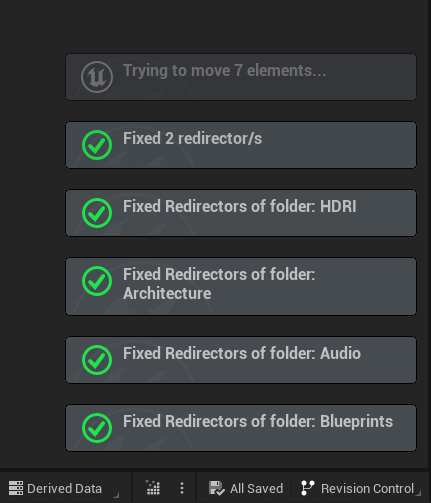 Trying to move 7 elements...
Fixed 2 redirector/s
Fixed Redirectors of folder: HDRI
Fixed Redirectors of folder:
Architecture
Fixed Redirectors of folder: Audio
Fixed Redirectors of folder: Blueprints
Derived Data All Saved Revision Control